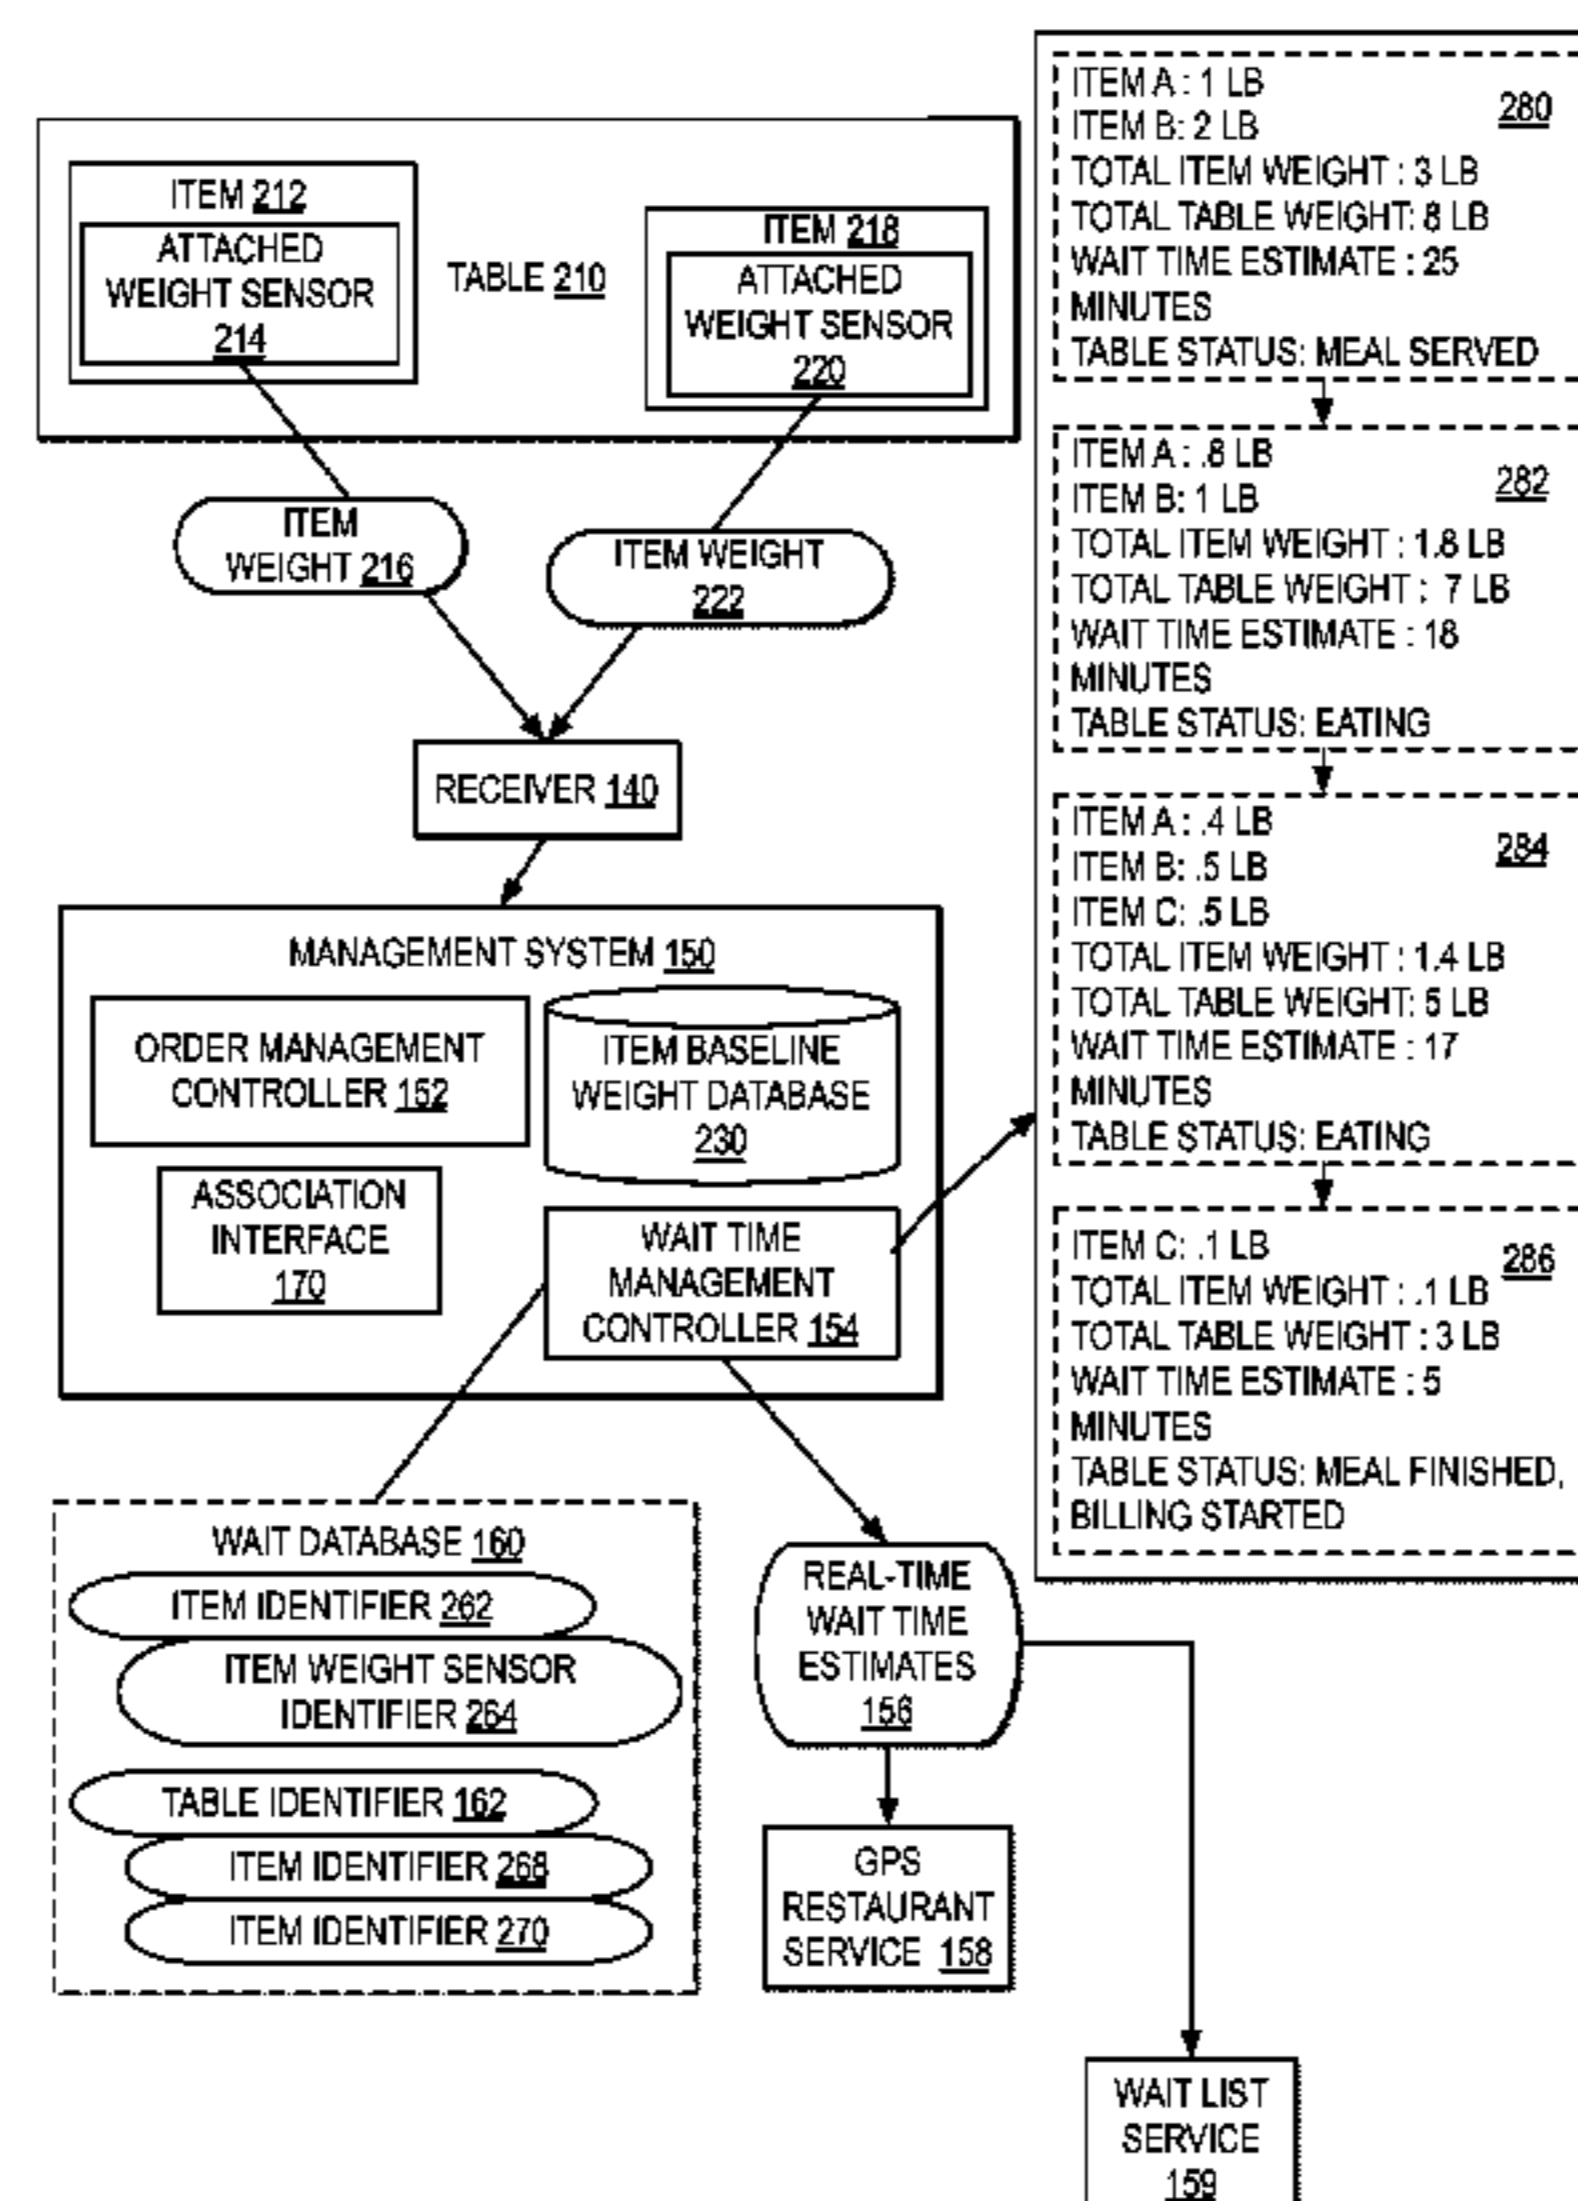 ITEM 212
ATTACHED
WEIGHT SENSOR
214
TABLE 210
ITEM 218
ATTACHED
WEIGHT SENSOR
220
ITEM
WEIGHT 216
ITEM WEIGHT
222
RECEIVER 140
MANAGEMENT SYSTEM 150
ORDER MANAGEMENT
CONTROLLER 152
ITEM BASELINE
WEIGHT DATABASE
230
ASSOCIATION
INTERFACE
170
WAIT TIME
MANAGEMENT
CONTROLLER 154
WAIT DATABASE 160
ITEM IDENTIFIER 262
ITEM WEIGHT SENSOR
IDENTIFIER 264
TABLE IDENTIFIER 162
ITEM IDENTIFIER 268
ITEM IDENTIFIER 270
REAL-TIME
WAIT TIME
ESTIMATES
156
GPS
RESTAURANT
SERVICE 158
WAIT LIST
SERVICE
159
ITEM A : 1 LB
280
ITEM B: 2 LB
TOTAL ITEM WEIGHT : 3 LB
TOTAL TABLE WEIGHT: 8 LB
WAIT TIME ESTIMATE : 25
MINUTES
TABLE STATUS: MEAL SERVED
ITEM A : .8 LB
282
ITEM B: 1 LB
TOTAL ITEM WEIGHT : 1.8 LB
TOTAL TABLE WEIGHT : 7 LB
WAIT TIME ESTIMATE : 18
MINUTES
TABLE STATUS: EATING
ITEM A : .4 LB
284
ITEM B: .5 LB
ITEM C: .5 LB
TOTAL ITEM WEIGHT : 1.4 LB
TOTAL TABLE WEIGHT: 5 LB
WAIT TIME ESTIMATE : 17
MINUTES
TABLE STATUS: EATING
ITEM C: .1 LB
286
TOTAL ITEM WEIGHT : .1 LB
TOTAL TABLE WEIGHT : 3 LB
WAIT TIME ESTIMATE : 5
MINUTES
TABLE STATUS: MEAL FINISHED,
BILLING STARTED